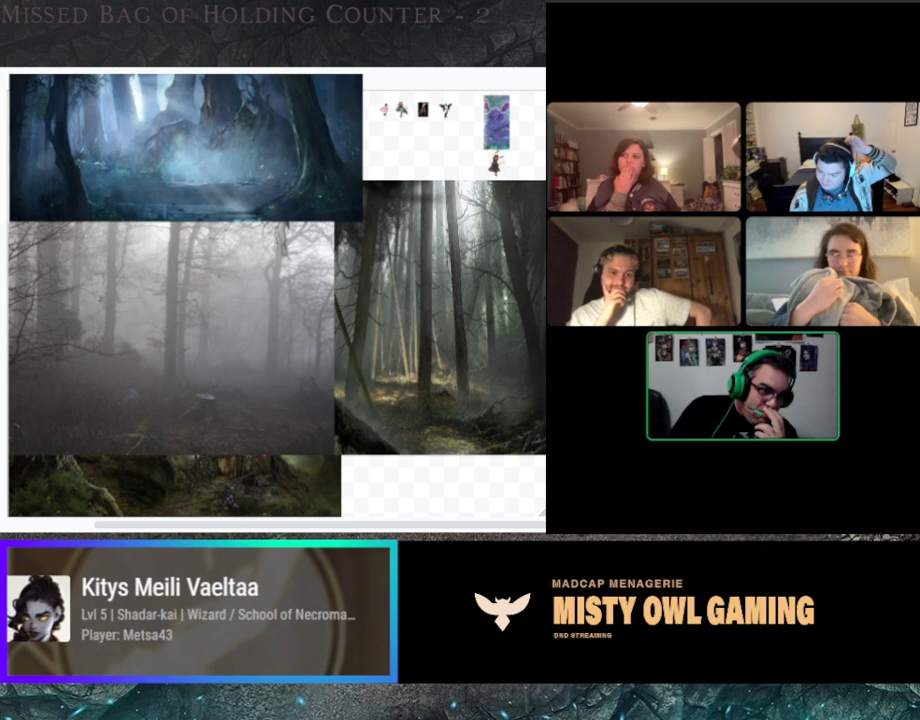 Missed Bag of Holding Counter - 2
Kitys Meili Vaeltaa
Lvl 5 | Shadar-kai | Wizard / School of Necroma...
Player: Metsa43
MADCAP MENAGERIE
MISTY OWL GAMING
DND STREAMING